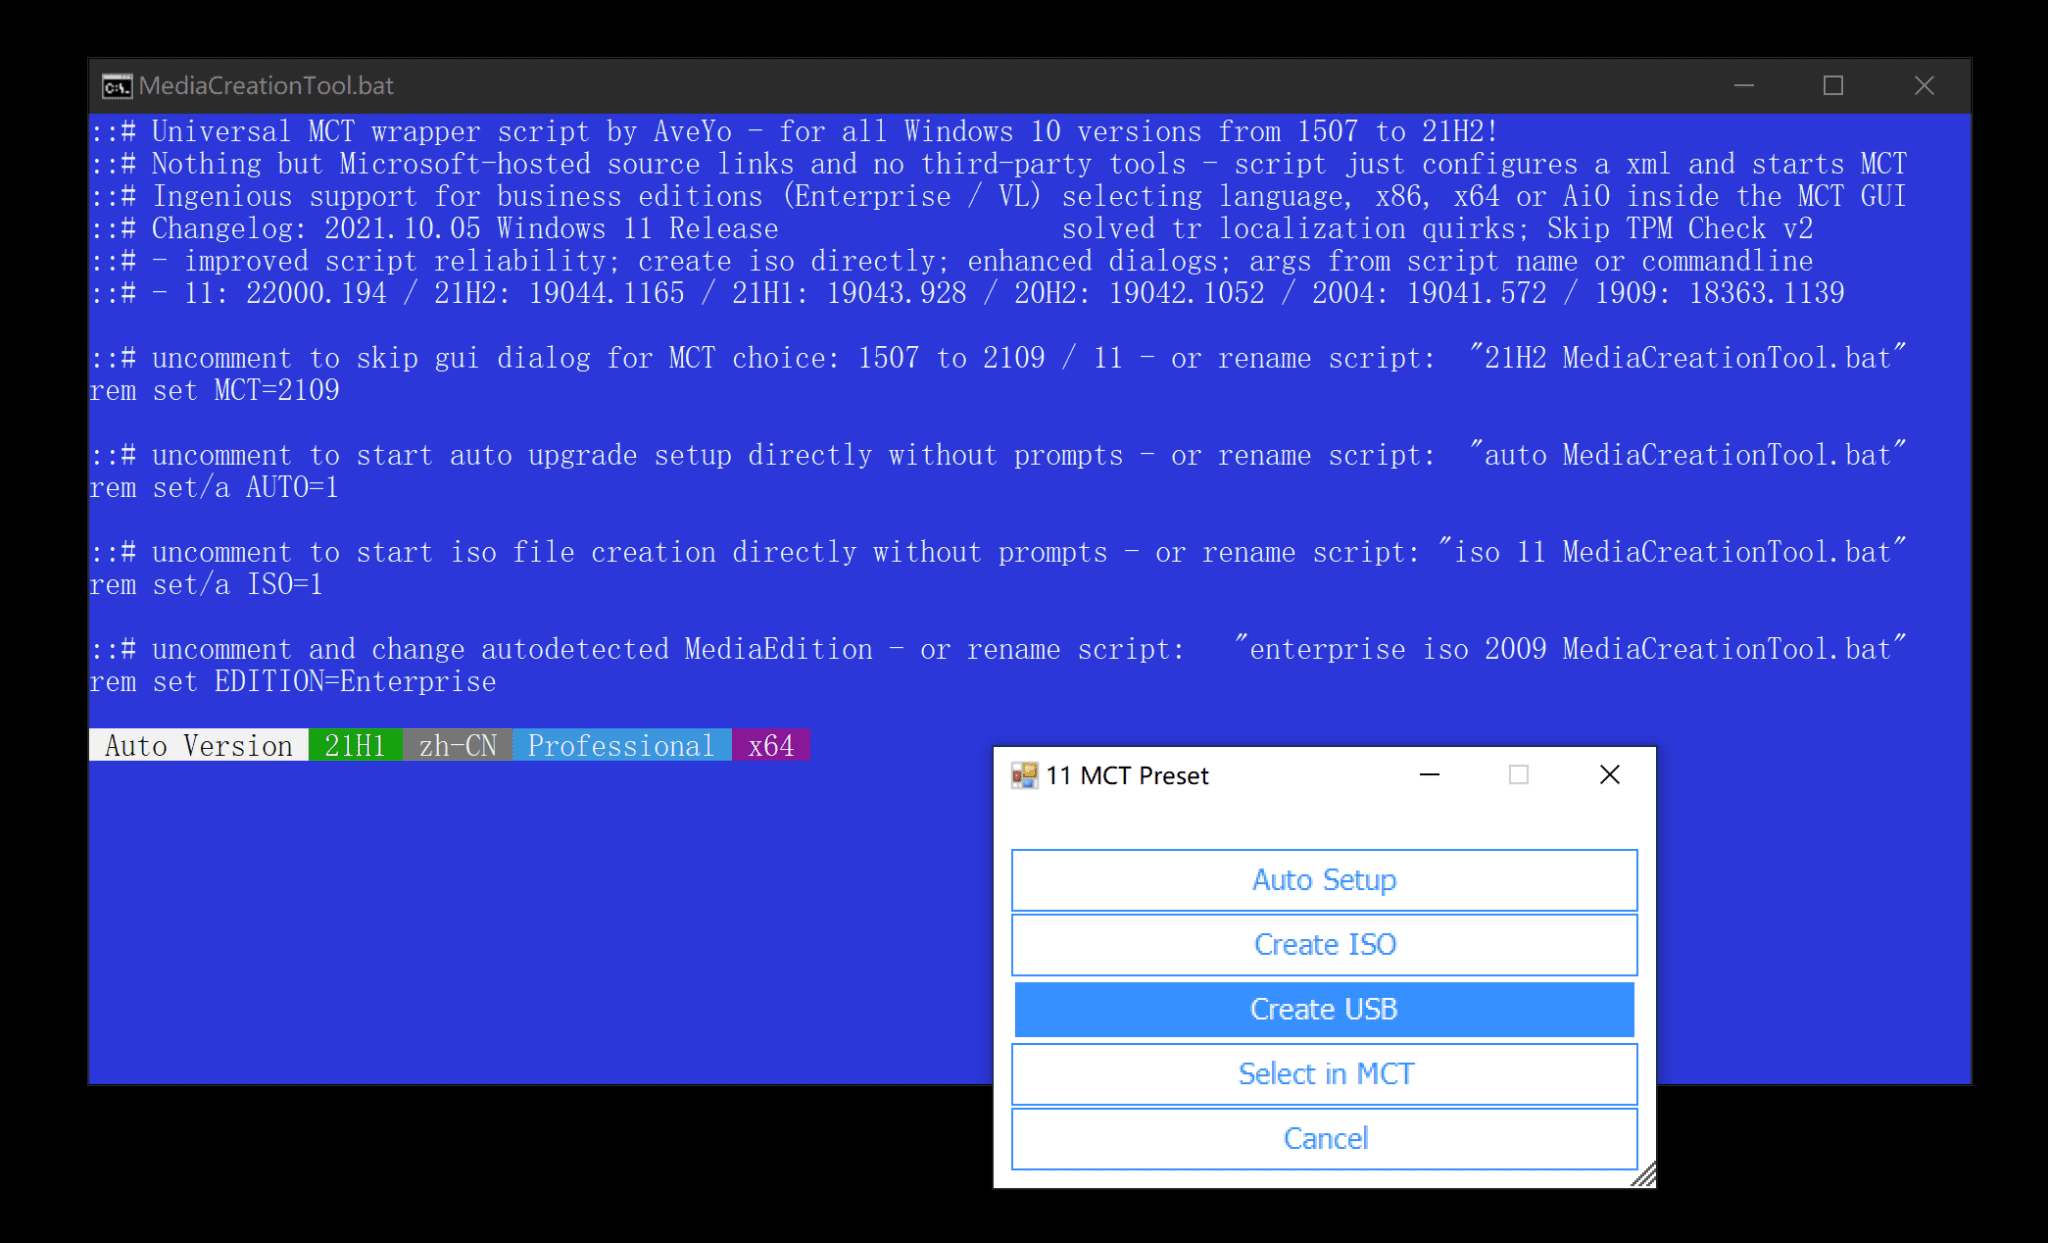 MediaCreationTool.bat
::# Universal MCT wrapper script by AveYo - for all Windows 10 versions from 1507 to 21H2!
::# Nothing but Microsoft-hosted source links and no third-party tools - script just configures a xml and starts MCT
::# Ingenious support for business editions (Enterprise / VL) selecting language, x86, x64 or AiO inside the MCT GUI
::# Changelog: 2021.10.05 Windows 11 Release solved tr localization quirks; Skip TPM Check v2
::# - improved script reliability; create iso directly; enhanced dialogs; args from script name or commandline
::# - 11: 22000.194 / 21H2: 19044.1165 / 21H1: 19043.928 / 20H2: 19042.1052 / 2004: 19041.572 / 1909: 18363.1139
::# uncomment to skip gui dialog for MCT choice: 1507 to 2109 / 11 - or rename script: "21H2 MediaCreationTool.bat"
rem set MCT=2109
::# uncomment to start auto upgrade setup directly without prompts - or rename script: "auto MediaCreationTool.bat"
rem set/a AUTO=1
::# uncomment to start iso file creation directly without prompts - or rename script: "iso 11 MediaCreationTool.bat"
rem set/a ISO=1
::# uncomment and change autodetected MediaEdition - or rename script: "enterprise iso 2009 MediaCreationTool.bat"
rem set EDITION=Enterprise
Auto Version 21H1 zh-CN Professional x64
11 MCT Preset
Auto Setup
Create ISO
Create USB
Select in MCT
Cancel